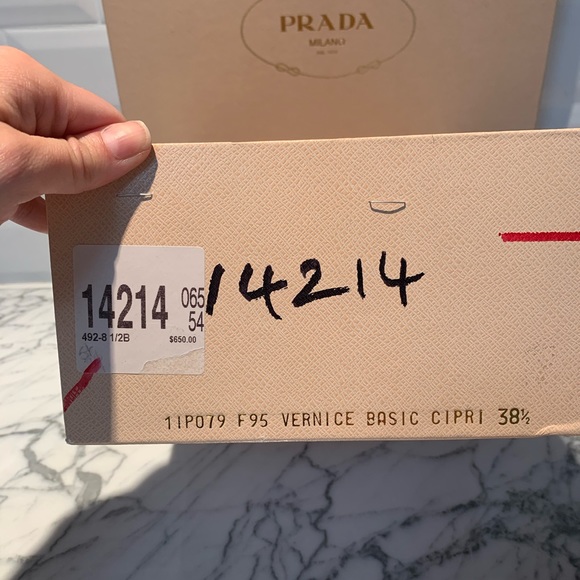 PRADA
MILANO
14214 065
54
492-8 1/2B $650.00
14214
1IP079 F95 VERNICE BASIC CIPRI 38½